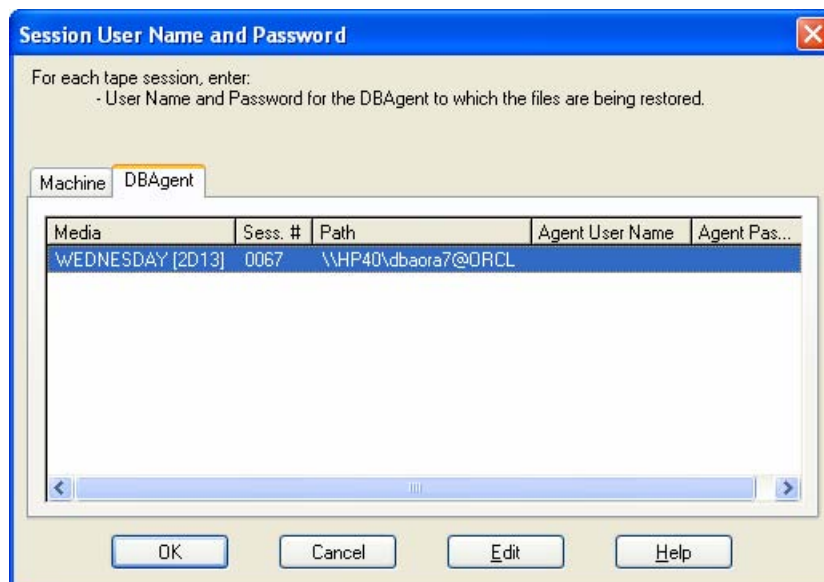 Session User Name and Password
For each tape session, enter:
- User Name and Password for the DBAgent to which the files are being restored.
Machine DBAgent
Media Sess. # Path Agent User Name Agent Pas...
WEDNESDAY [2D13] 0067 \\HP40\dbaora7@ORCL
OK Cancel Edit Help